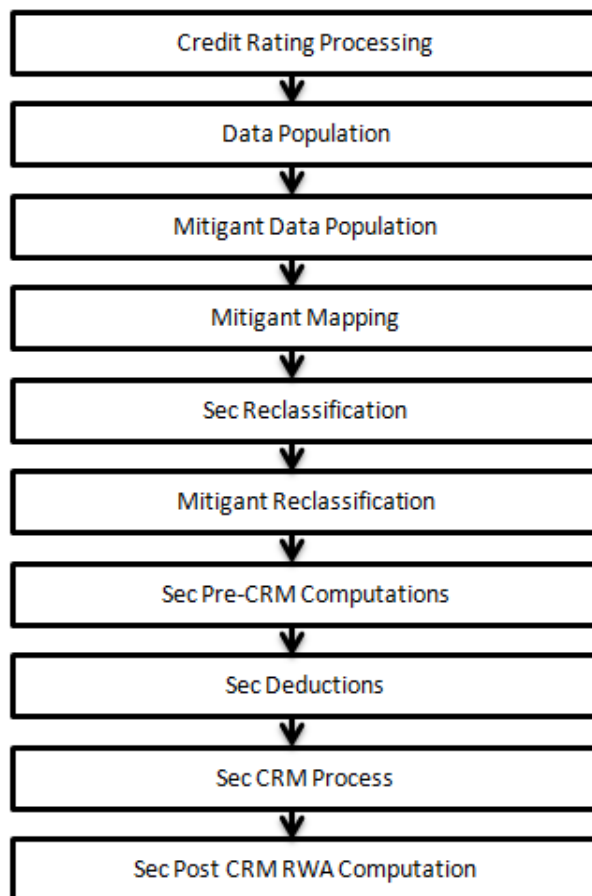 Credit Rating Processing
Data Population
Mitigant Data Population
Mitigant Mapping
Sec Reclassification
Mitigant Reclassification
Sec Pre-CRM Computations
Sec Deductions
Sec CRM Process
Sec Post CRM RWA Computation